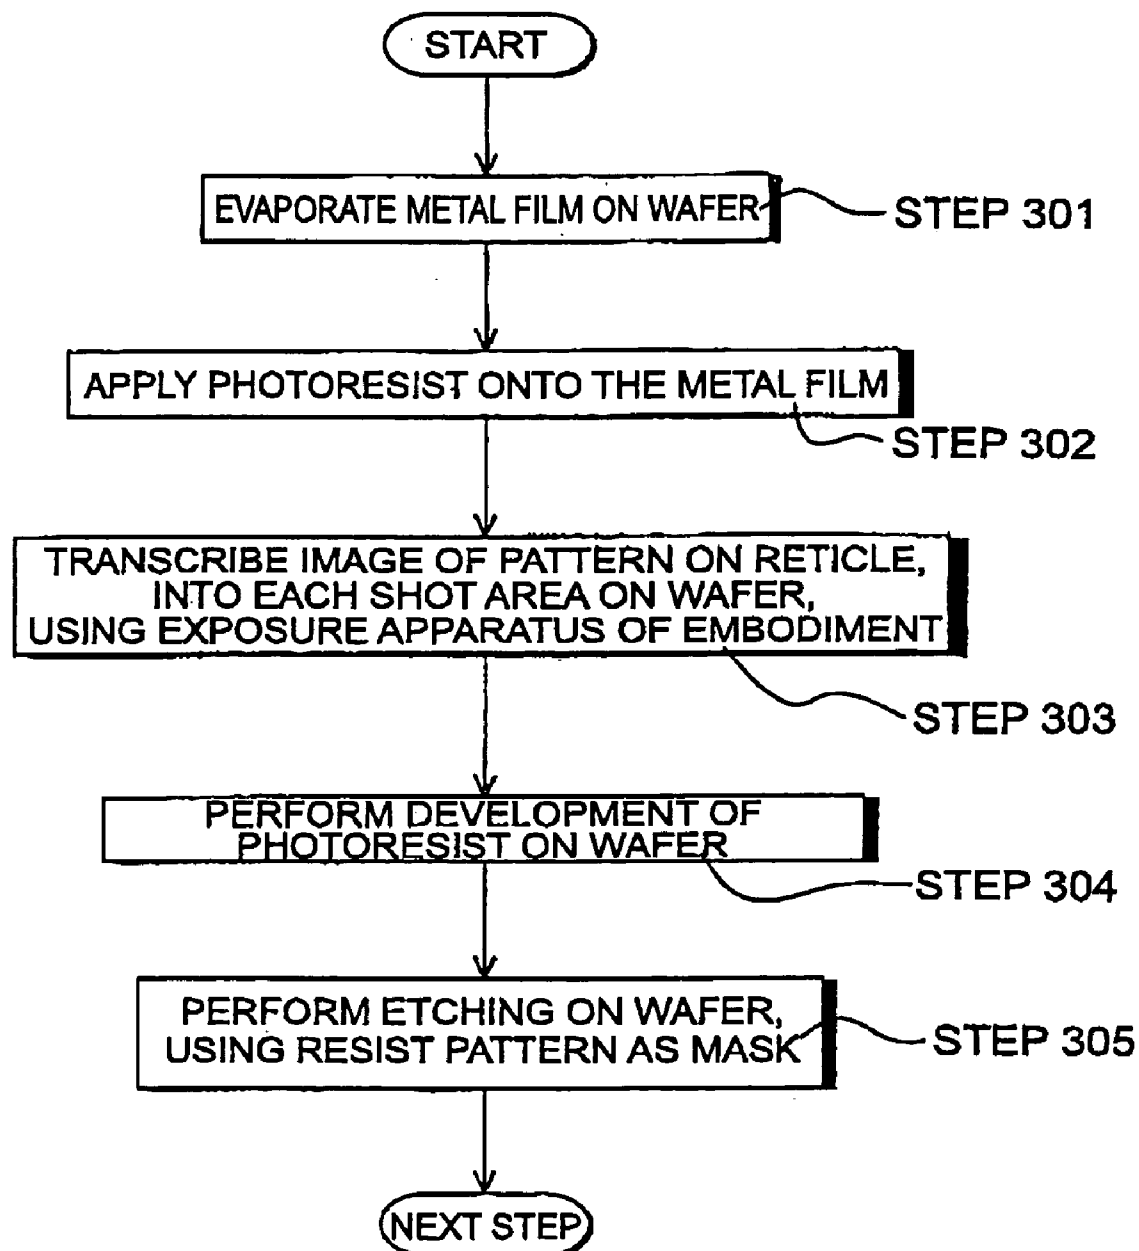 START
EVAPORATE METAL FILM ON WAFER
STEP 301
APPLY PHOTORESIST ONTO THE METAL FILM
STEP 302
TRANSCRIBE IMAGE OF PATTERN ON RETICLE,
INTO EACH SHOT AREA ON WAFER,
USING EXPOSURE APPARATUS OF EMBODIMENT
STEP 303
PERFORM DEVELOPMENT OF
PHOTORESIST ON WAFER
STEP 304
PERFORM ETCHING ON WAFER,
USING RESIST PATTERN AS MASK
STEP 305
NEXT STEP